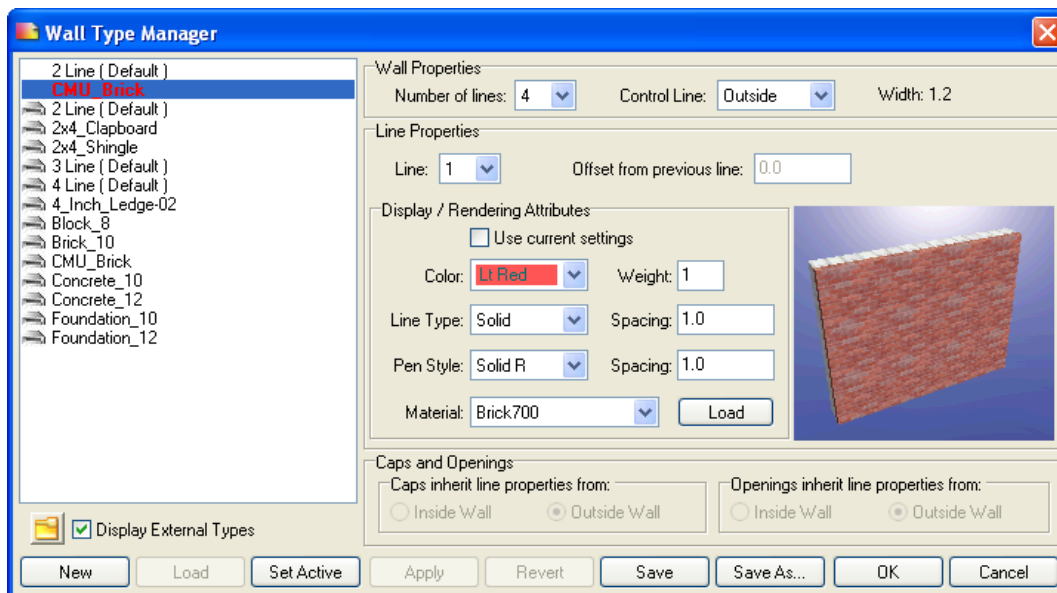 Wall Type Manager
2 Line ( Default )
CMU_Brick
2 Line ( Default )
2x4_Clapboard
2x4_Shingle
3 Line ( Default )
4 Line ( Default )
4_Inch_Ledge-02
Block_8
Brick_10
CMU_Brick
Concrete_10
Concrete_12
Foundation_10
Foundation_12
Display External Types
Wall Properties
Number of lines: 4 Control Line: Outside Width: 1.2
Line Properties
Line: 1 Offset from previous line: 0.0
Display / Rendering Attributes
Use current settings
Color: Lt Red Weight: 1
Line Type: Solid Spacing: 1.0
Pen Style: Solid R Spacing: 1.0
Material: Brick700 Load
Caps and Openings
Caps inherit line properties from: Openings inherit line properties from:
Inside Wall Outside Wall Inside Wall Outside Wall
New Load Set Active Apply Revert Save Save As... OK Cancel